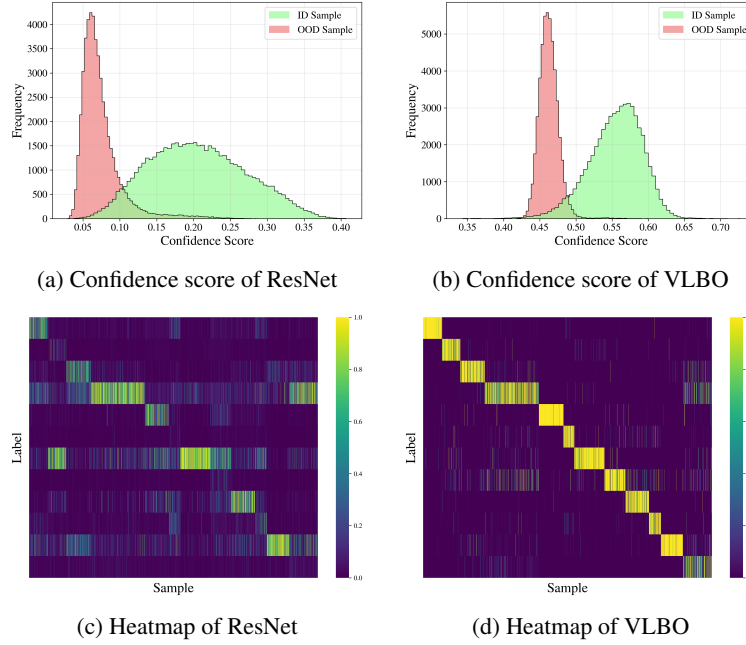 ID Sample
OOD Sample
4000
3500
3000
2500
2000
1500
1000
500
0
Frequency
0.05 0.10 0.15 0.20 0.25 0.30 0.35 0.40
Confidence Score
(a) Confidence score of ResNet
ID Sample
OOD Sample
5000
4000
3000
2000
1000
0
Frequency
0.35 0.40 0.45 0.50 0.55 0.60 0.65 0.70
Confidence Score
(b) Confidence score of VLBO
Label
Sample
1.0
0.8
0.6
0.4
0.2
0.0
(c) Heatmap of ResNet
Label
Sample
(d) Heatmap of VLBO